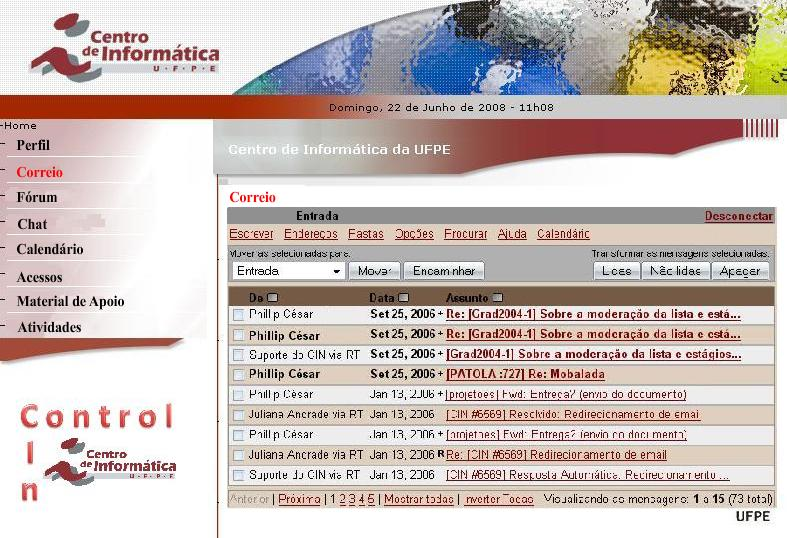 Centro
de Informática
U·F·P·E
Domingo, 22 de Junho de 2008 - 11h08
Home
Perfil
Correio
Fórum
Chat
Calendário
Acessos
Material de Apoio
Atividades
Control
CIn
Centro
de Informática
U·F·P·E
Centro de Informática da UFPE
Correio
Entrada Desconectar
Escrever Endereços Pastas Opções Procurar Ajuda Calendário
Mover as selecionadas para: Transformar as mensagens selecionadas:
Entrada Mover Encaminhar Lidas Não lidas Apagar
De Data Assunto
Phillip César Set 25, 2006 + Re: [Grad2004-1] Sobre a moderação da lista e está...
Phillip César Set 25, 2006 + Re: [Grad2004-1] Sobre a moderação da lista e está...
Suporte do CIN via RT Set 25, 2006 + [Grad2004-1] Sobre a moderação da lista e estágios...
Phillip César Set 25, 2006 + [PATOLA :727] Re: Mobalada
Phillip César Jan 13, 2006 + [projetoes] Fwd: Entrega? (envio do documento)
Juliana Andrade via RT Jan 13, 2006 [CIN #6569] Resolvido: Redirecionamento de email
Phillip César Jan 13, 2006 + [projetoes] Fwd: Entrega? (envio do documento)
Juliana Andrade via RT Jan 13, 2006 R Re: [CIN #6569] Redirecionamento de email
Suporte do CIN via RT Jan 13, 2006 [CIN #6569] Resposta Automática: Redirecionamento ...
Anterior | Próxima | 1 2 3 4 5 | Mostrar todas | Inverter Todas Visualizando as mensagens: 1 a 15 (73 total)
UFPE